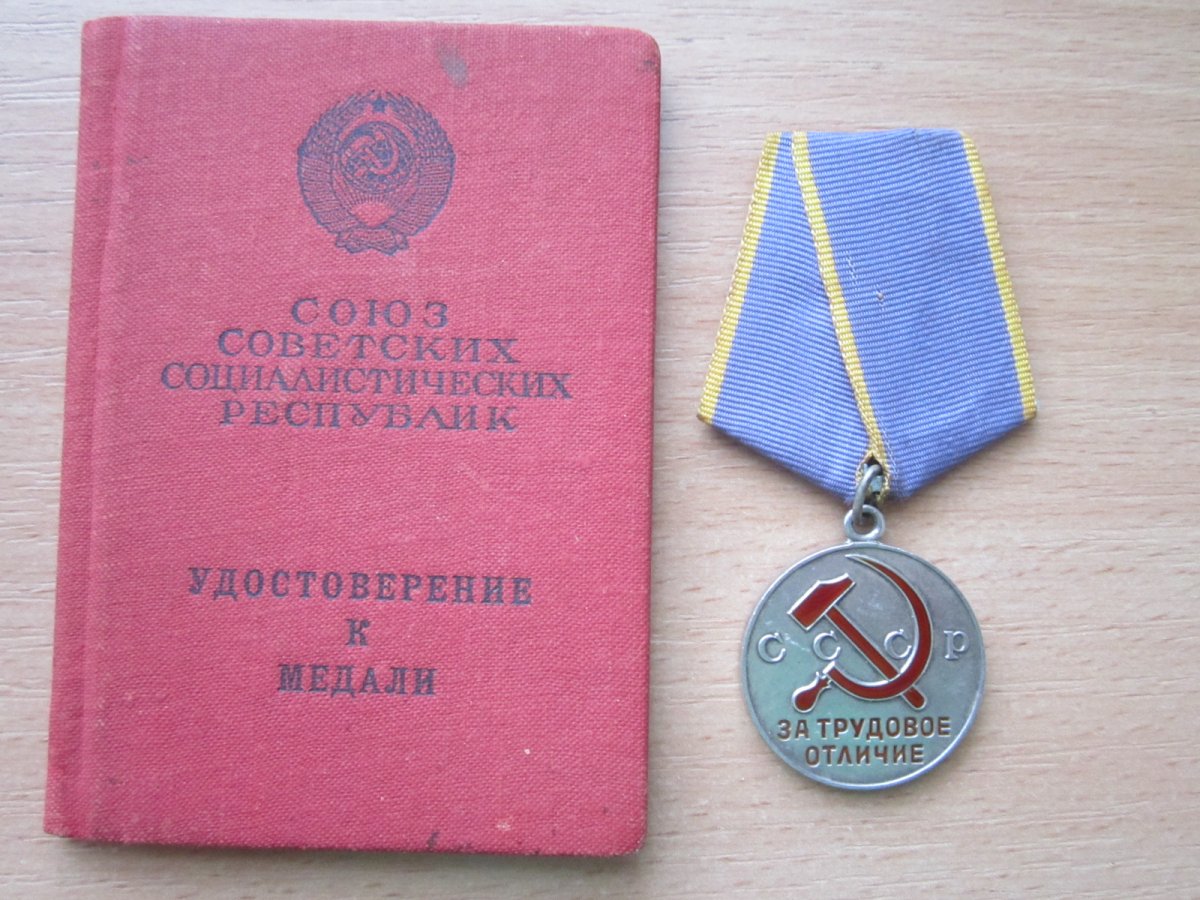 СОЮЗ
СОВЕТСКИХ
СОЦИАЛИСТИЧЕСКИХ
РЕСПУБЛИК
УДОСТОВЕРЕНИЕ
К
МЕДАЛИ
СССР
ЗА ТРУДОВОЕ
ОТЛИЧИЕ